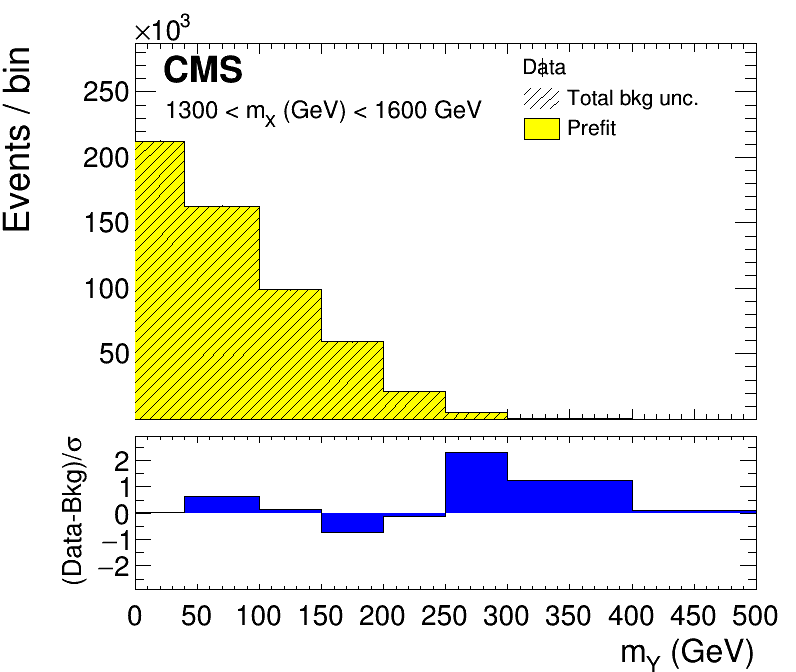 ×10³
CMS
1300 < m_X (GeV) < 1600 GeV
Data
Total bkg unc.
Prefit
Events / bin
250
200
150
100
50
(Data-Bkg)/σ
2
1
0
−1
−2
0 50 100 150 200 250 300 350 400 450 500
m_Y (GeV)